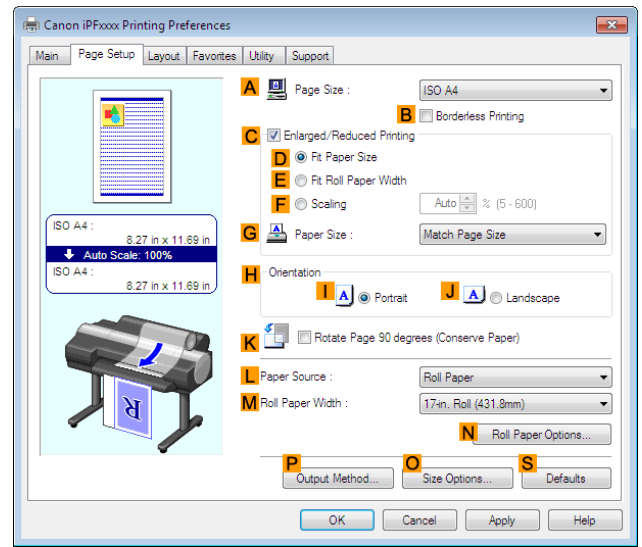 Canon iPFxxxx Printing Preferences
Main Page Setup Layout Favorites Utility Support
A Page Size : ISO A4
B Borderless Printing
C Enlarged/Reduced Printing
D Fit Paper Size
E Fit Roll Paper Width
F Scaling Auto % (5 - 600)
ISO A4 :
8.27 in x 11.69 in
Auto Scale: 100%
ISO A4 :
8.27 in x 11.69 in
G Paper Size : Match Page Size
H Orientation
I A Portrait J A Landscape
K Rotate Page 90 degrees (Conserve Paper)
R
L Paper Source : Roll Paper
M Roll Paper Width : 17-in. Roll (431.8mm)
N Roll Paper Options...
P Output Method... O Size Options... S Defaults
OK Cancel Apply Help